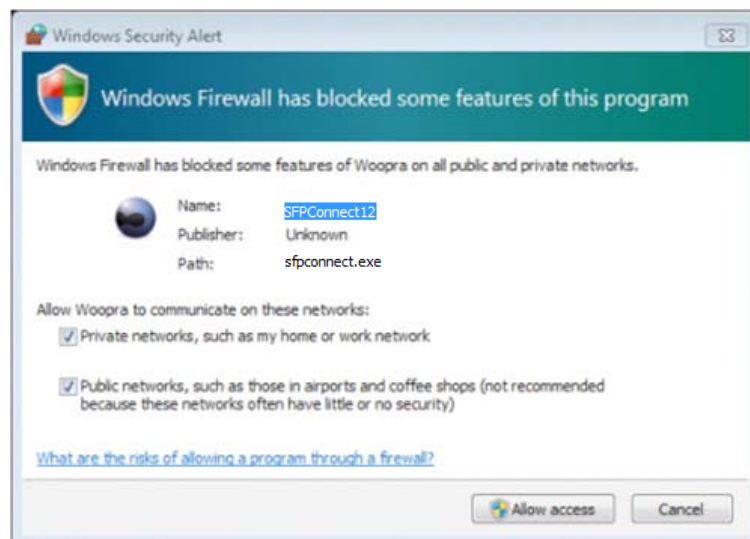 Windows Security Alert
Windows Firewall has blocked some features of this program
Windows Firewall has blocked some features of Woopra on all public and private networks.
Name: SFPConnect12
Publisher: Unknown
Path: sfpconnect.exe
Allow Woopra to communicate on these networks:
Private networks, such as my home or work network
Public networks, such as those in airports and coffee shops (not recommended
because these networks often have little or no security)
What are the risks of allowing a program through a firewall?
Allow access Cancel